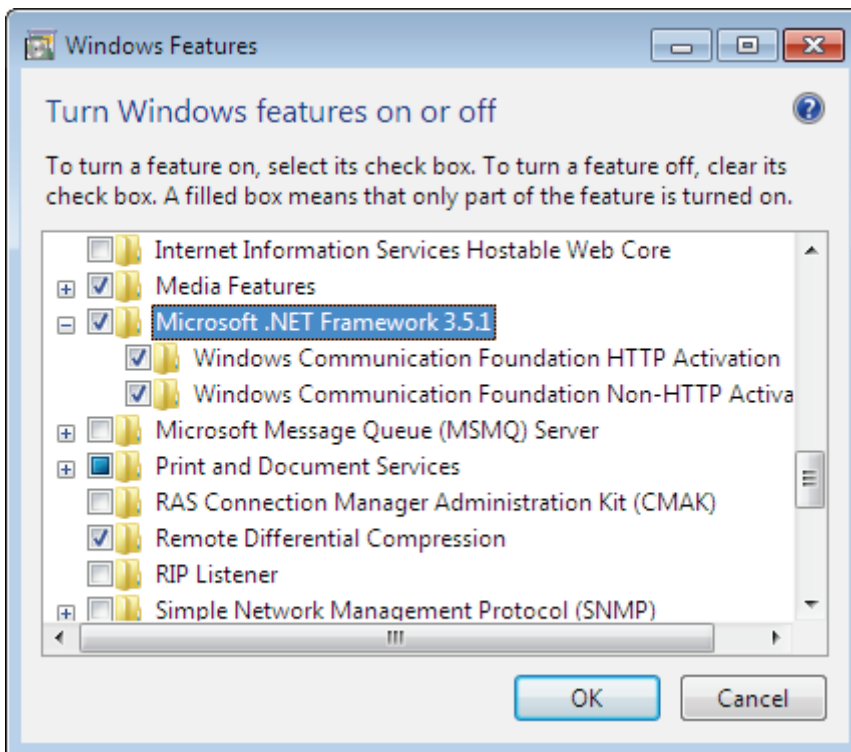 Windows Features
Turn Windows features on or off
To turn a feature on, select its check box. To turn a feature off, clear its
check box. A filled box means that only part of the feature is turned on.
Internet Information Services Hostable Web Core
Media Features
Microsoft .NET Framework 3.5.1
Windows Communication Foundation HTTP Activation
Windows Communication Foundation Non-HTTP Activa
Microsoft Message Queue (MSMQ) Server
Print and Document Services
RAS Connection Manager Administration Kit (CMAK)
Remote Differential Compression
RIP Listener
Simple Network Management Protocol (SNMP)
OK Cancel